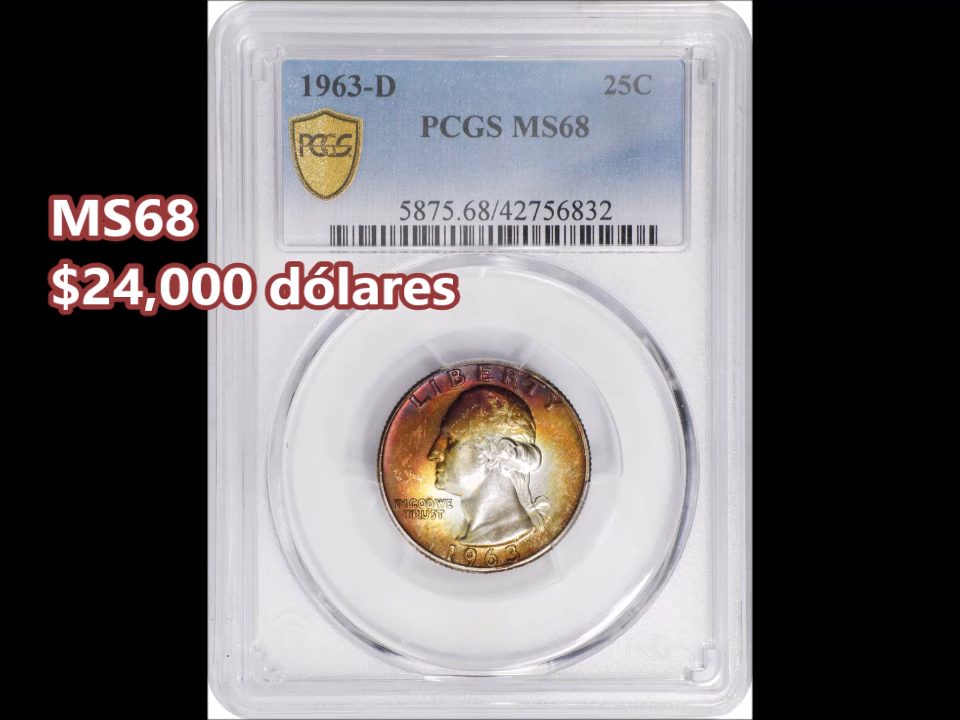 1963-D 25C
PCGS MS68
PCGS
5875.68/42756832
MS68
$24,000 dólares
LIBERTY
IN GOD WE
TRUST
1963